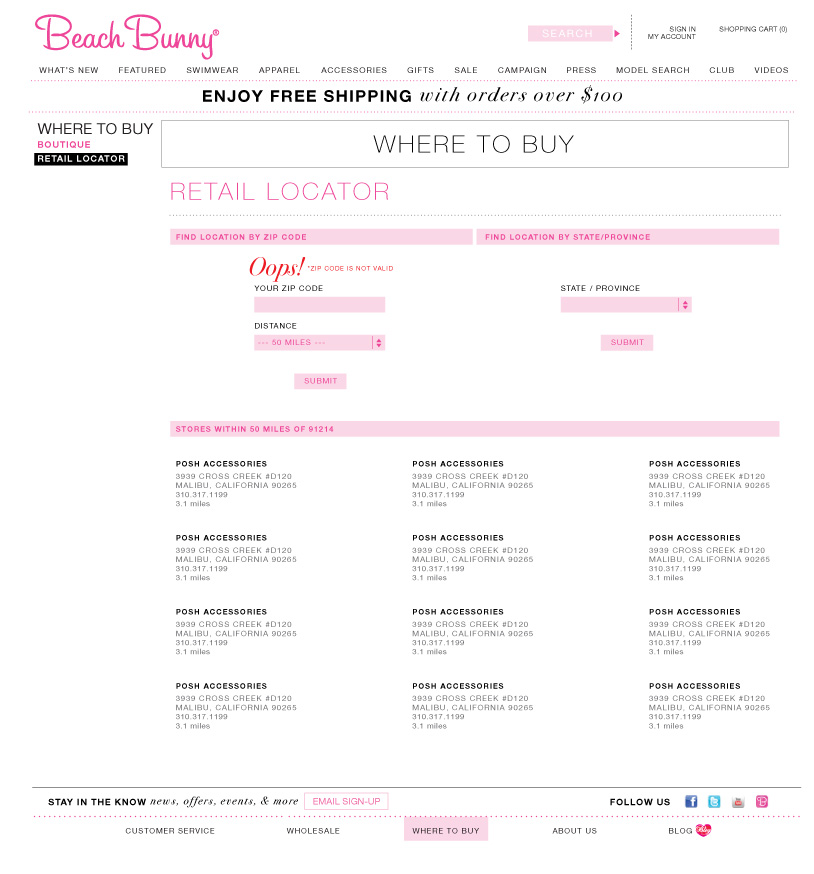 Beach Bunny®
SEARCH
SIGN IN
MY ACCOUNT
SHOPPING CART (0)
WHAT'S NEW FEATURED SWIMWEAR APPAREL ACCESSORIES GIFTS SALE CAMPAIGN PRESS MODEL SEARCH CLUB VIDEOS
ENJOY FREE SHIPPING with orders over $100
WHERE TO BUY
BOUTIQUE
RETAIL LOCATOR
WHERE TO BUY
RETAIL LOCATOR
FIND LOCATION BY ZIP CODE
Oops! *ZIP CODE IS NOT VALID
YOUR ZIP CODE
DISTANCE
--- 50 MILES ---
SUBMIT
FIND LOCATION BY STATE/PROVINCE
STATE / PROVINCE
SUBMIT
STORES WITHIN 50 MILES OF 91214
POSH ACCESSORIES POSH ACCESSORIES POSH ACCESSORIES
3939 CROSS CREEK #D120 3939 CROSS CREEK #D120 3939 CROSS CREEK #D120
MALIBU, CALIFORNIA 90265 MALIBU, CALIFORNIA 90265 MALIBU, CALIFORNIA 90265
310.317.1199 310.317.1199 310.317.1199
3.1 miles 3.1 miles 3.1 miles
POSH ACCESSORIES POSH ACCESSORIES POSH ACCESSORIES
3939 CROSS CREEK #D120 3939 CROSS CREEK #D120 3939 CROSS CREEK #D120
MALIBU, CALIFORNIA 90265 MALIBU, CALIFORNIA 90265 MALIBU, CALIFORNIA 90265
310.317.1199 310.317.1199 310.317.1199
3.1 miles 3.1 miles 3.1 miles
POSH ACCESSORIES POSH ACCESSORIES POSH ACCESSORIES
3939 CROSS CREEK #D120 3939 CROSS CREEK #D120 3939 CROSS CREEK #D120
MALIBU, CALIFORNIA 90265 MALIBU, CALIFORNIA 90265 MALIBU, CALIFORNIA 90265
310.317.1199 310.317.1199 310.317.1199
3.1 miles 3.1 miles 3.1 miles
POSH ACCESSORIES POSH ACCESSORIES POSH ACCESSORIES
3939 CROSS CREEK #D120 3939 CROSS CREEK #D120 3939 CROSS CREEK #D120
MALIBU, CALIFORNIA 90265 MALIBU, CALIFORNIA 90265 MALIBU, CALIFORNIA 90265
310.317.1199 310.317.1199 310.317.1199
3.1 miles 3.1 miles 3.1 miles
STAY IN THE KNOW news, offers, events, & more EMAIL SIGN-UP FOLLOW US
CUSTOMER SERVICE WHOLESALE WHERE TO BUY ABOUT US BLOG